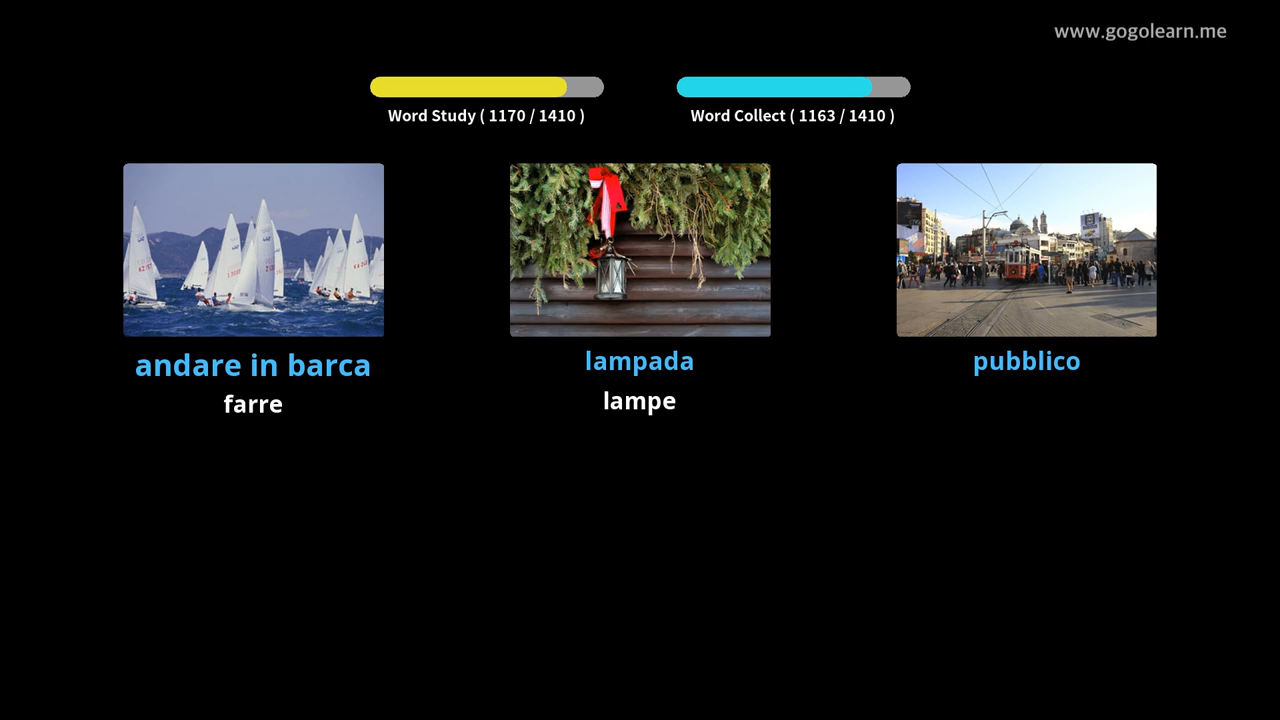 www.gogolearn.me
Word Study ( 1170 / 1410 )
Word Collect ( 1163 / 1410 )
andare in barca
farre
lampada
lampe
pubblico